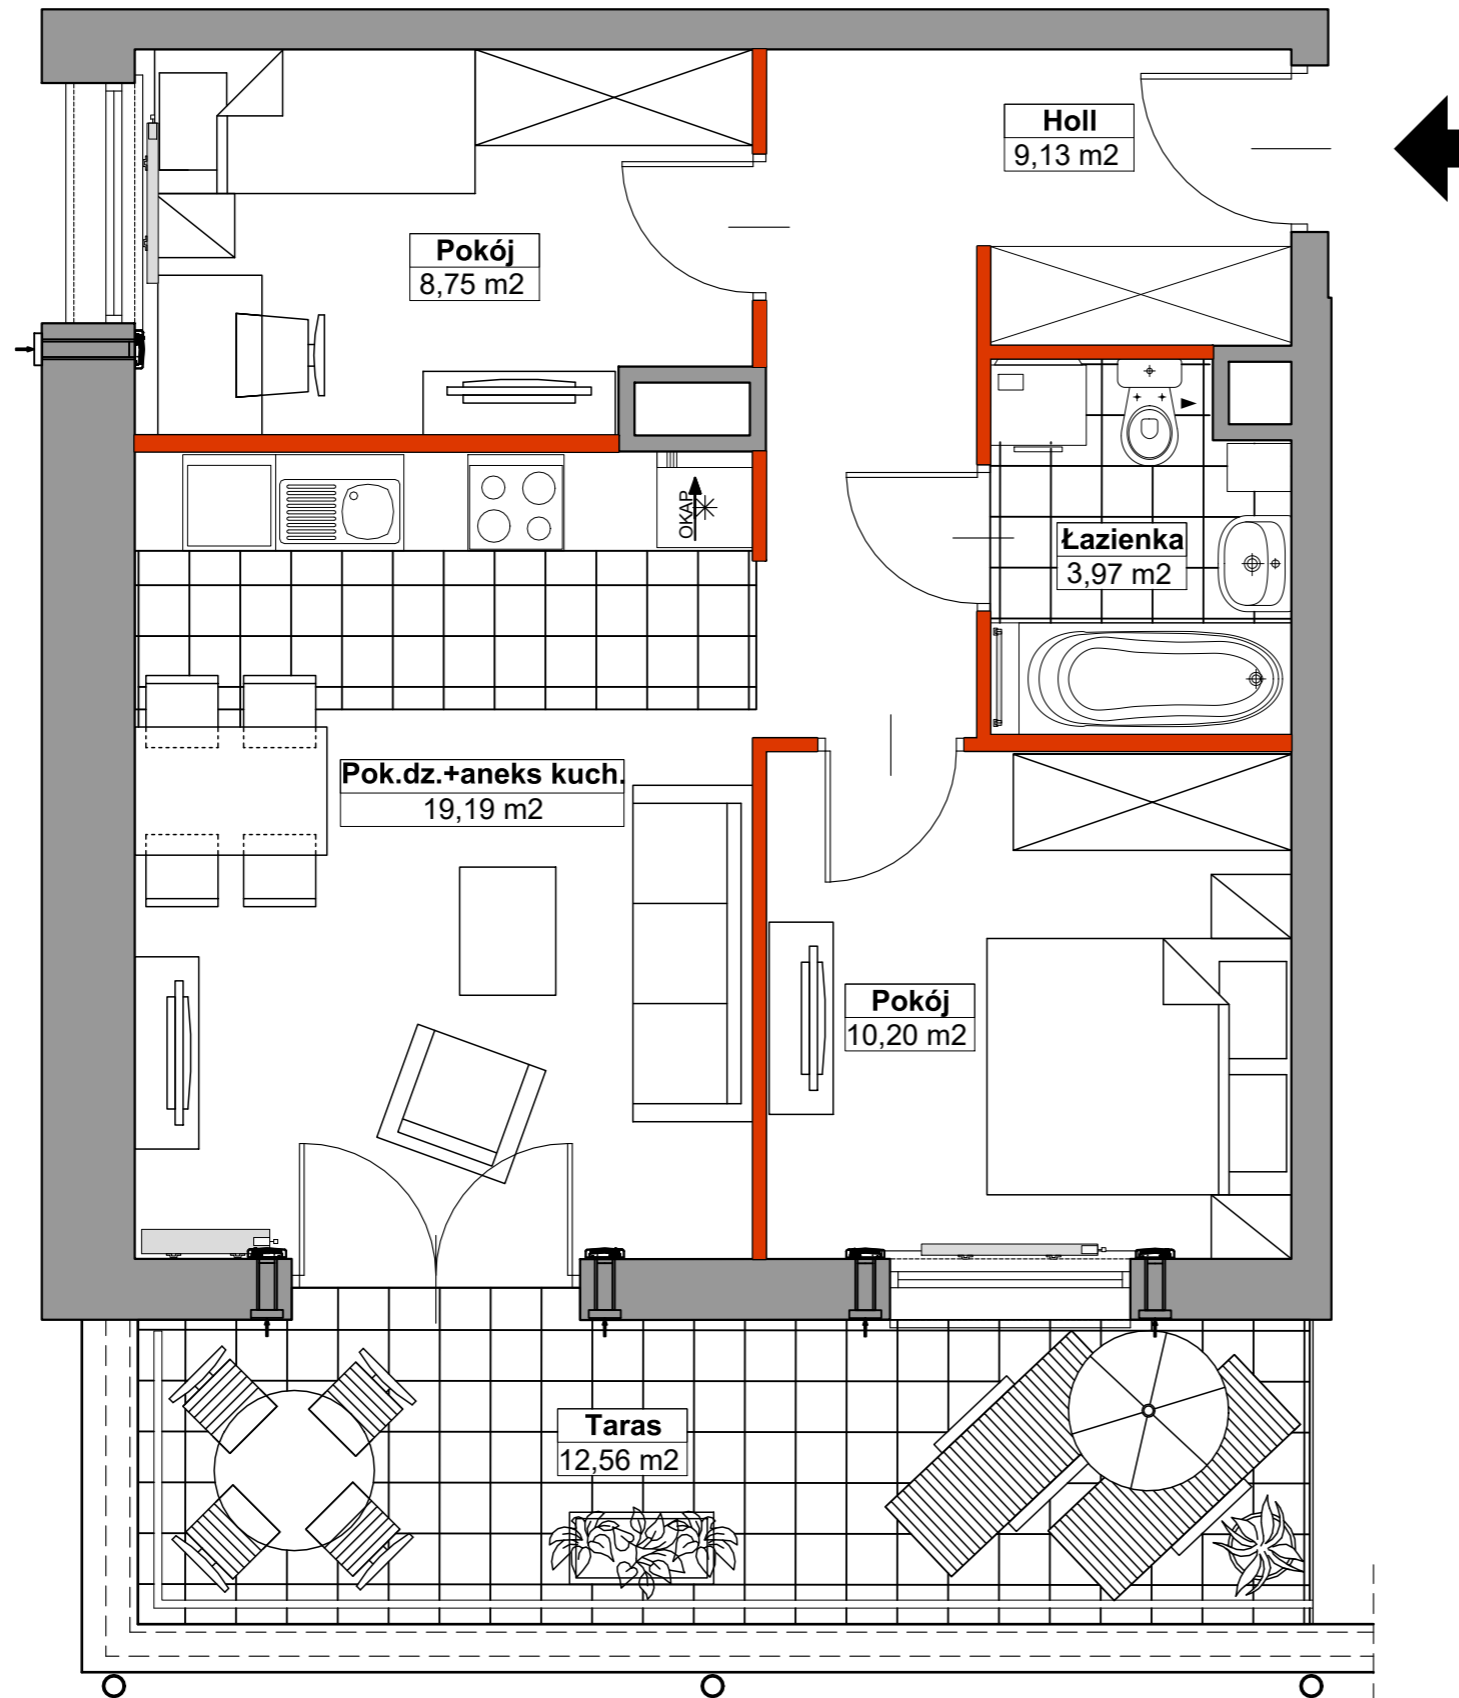 Holl
9,13 m2
Pokój
8,75 m2
OKAP
Łazienka
3,97 m2
Pok.dz.+aneks kuch.
19,19 m2
Pokój
10,20 m2
Taras
12,56 m2